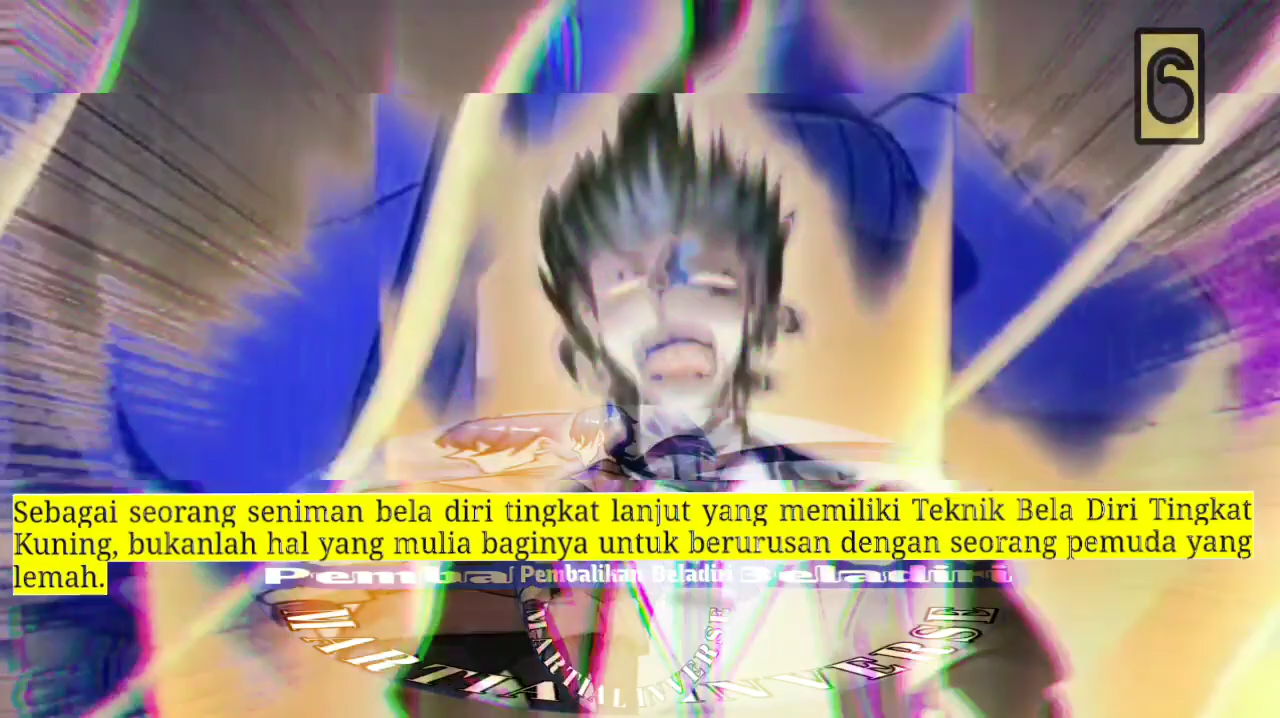 6
Sebagai seorang seniman bela diri tingkat lanjut yang memiliki Teknik Bela Diri Tingkat
Kuning, bukanlah hal yang mulia baginya untuk berurusan dengan seorang pemuda yang
lemah.
Pembalikan Beladiri
MARTIAL INVERSE